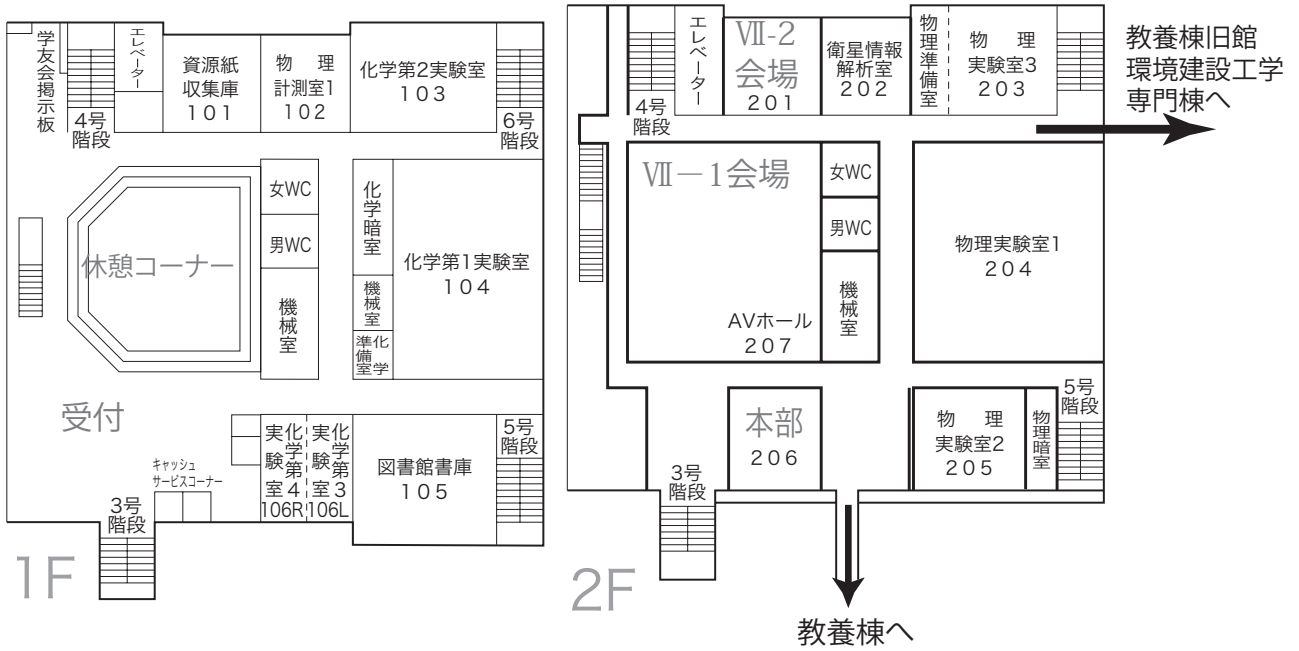 学友会掲示板
4号
階段
エレベーター
資源紙
収集庫
101
物 理
計測室1
102
化学第2実験室
103
6号
階段
休憩コーナー
女WC
男WC
機械室
化学暗室
機械室
化学
準備室
化学第1実験室
104
受付
キャッシュ
サービスコーナー
3号
階段
化学第4
実験室
106R
化学第3
実験室
106L
図書館書庫
105
5号
階段
1F
4号
階段
エレベーター
Ⅶ-2
会場
201
衛星情報
解析室
202
物理準備室
物 理
実験室3
203
教養棟旧館
環境建設工学
専門棟へ
Ⅶ－1会場
AVホール
207
女WC
男WC
機械室
物理実験室1
204
3号
階段
本部
206
物 理
実験室2
205
物理暗室
5号
階段
2F
教養棟へ